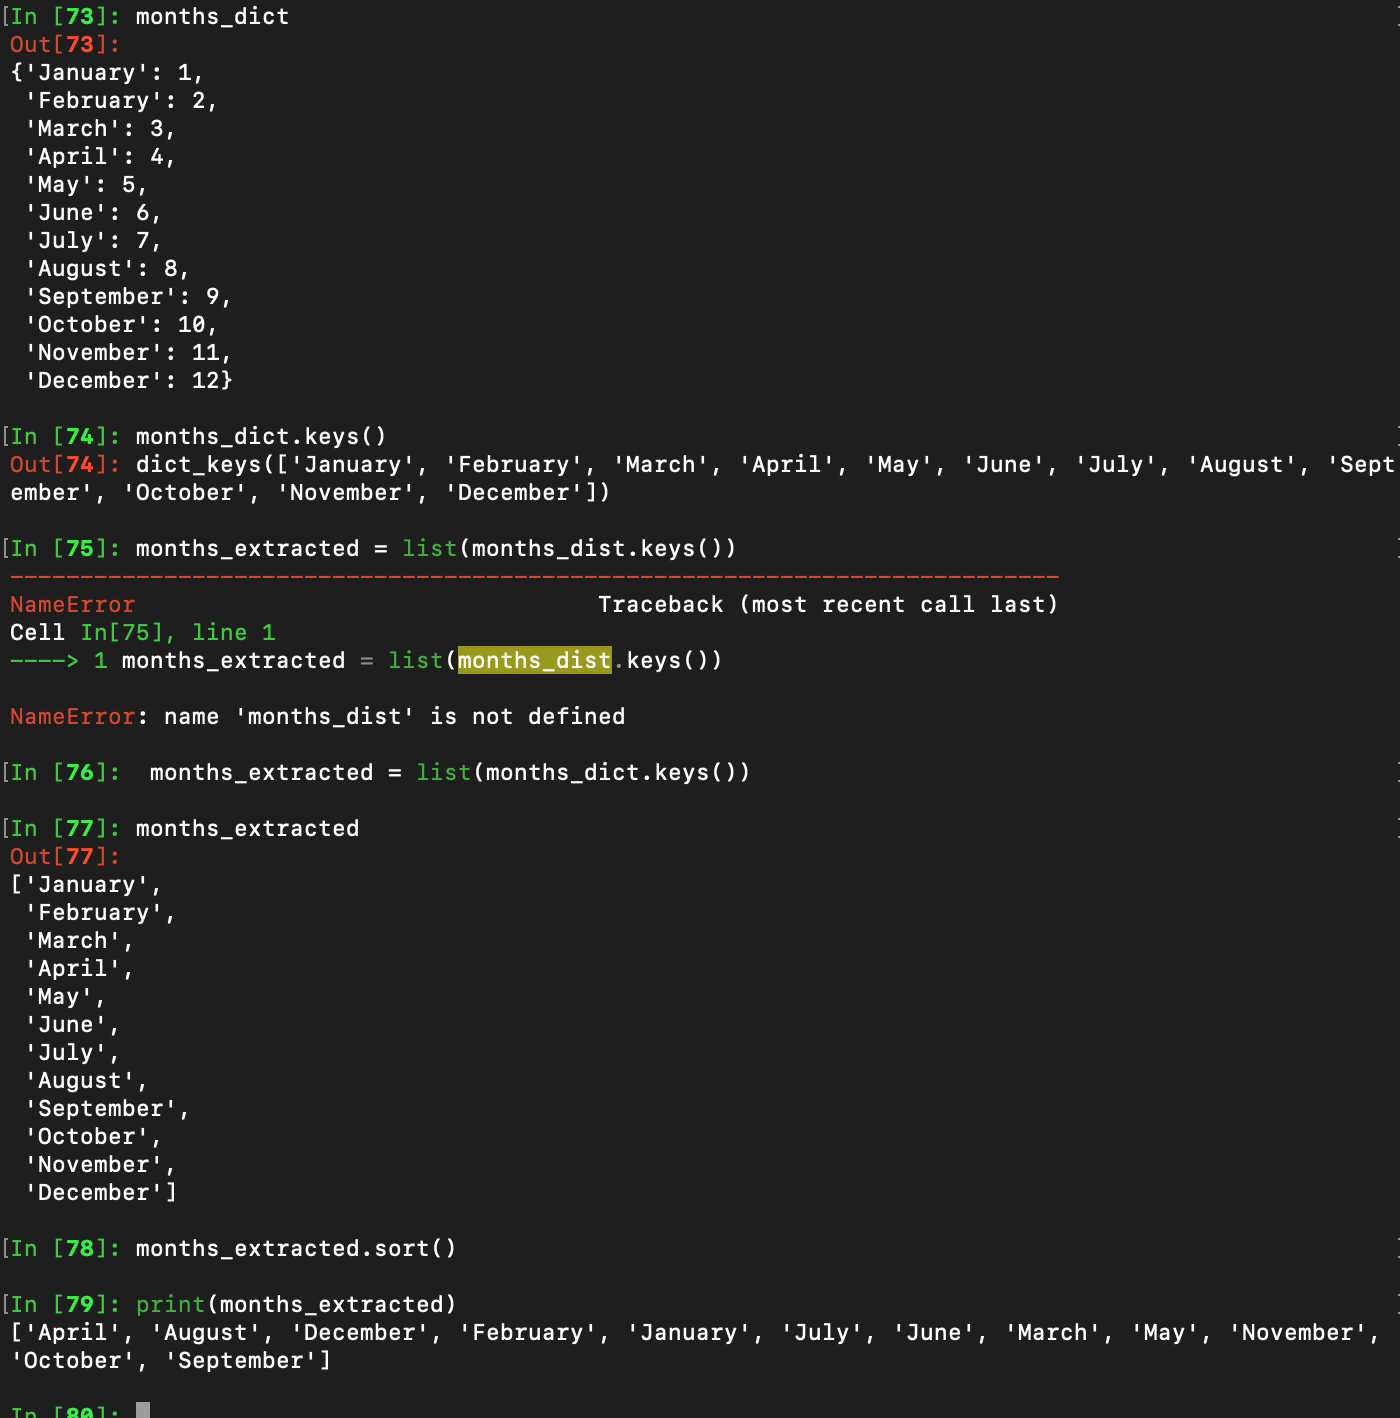 [In [73]: months_dict
Out[73]:
{'January': 1,
 'February': 2,
 'March': 3,
 'April': 4,
 'May': 5,
 'June': 6,
 'July': 7,
 'August': 8,
 'September': 9,
 'October': 10,
 'November': 11,
 'December': 12}
[In [74]: months_dict.keys()
Out[74]: dict_keys(['January', 'February', 'March', 'April', 'May', 'June', 'July', 'August', 'Sept
ember', 'October', 'November', 'December'])
[In [75]: months_extracted = list(months_dist.keys())
---------------------------------------------------------------------------
NameError                                 Traceback (most recent call last)
Cell In[75], line 1
----> 1 months_extracted = list(months_dist.keys())
NameError: name 'months_dist' is not defined
[In [76]:  months_extracted = list(months_dict.keys())
[In [77]: months_extracted
Out[77]:
['January',
 'February',
 'March',
 'April',
 'May',
 'June',
 'July',
 'August',
 'September',
 'October',
 'November',
 'December']
[In [78]: months_extracted.sort()
[In [79]: print(months_extracted)
['April', 'August', 'December', 'February', 'January', 'July', 'June', 'March', 'May', 'November',
'October', 'September']
In [80]: